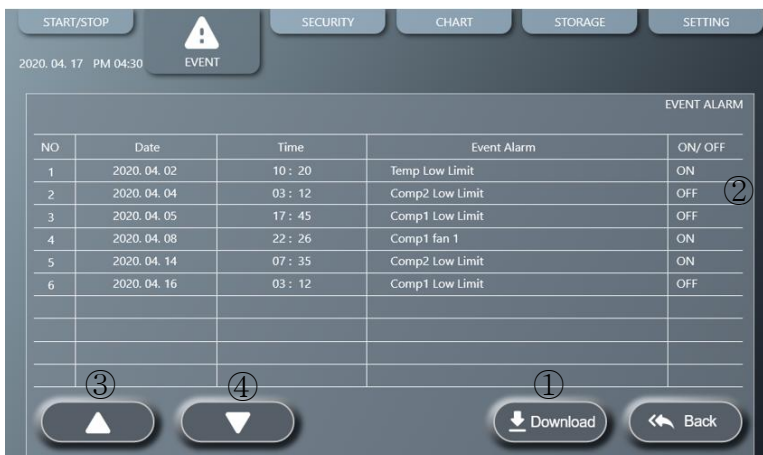 START/STOP SECURITY CHART STORAGE SETTING
2020. 04. 17 PM 04:30 EVENT
EVENT ALARM
NO Date Time Event Alarm ON/ OFF
1 2020. 04. 02 10 : 20 Temp Low Limit ON
2 2020. 04. 04 03 : 12 Comp2 Low Limit OFF ②
3 2020. 04. 05 17 : 45 Comp1 Low Limit OFF
4 2020. 04. 08 22 : 26 Comp1 fan 1 ON
5 2020. 04. 14 07 : 35 Comp2 Low Limit ON
6 2020. 04. 16 03 : 12 Comp1 Low Limit OFF
③ ④ ①
Download Back